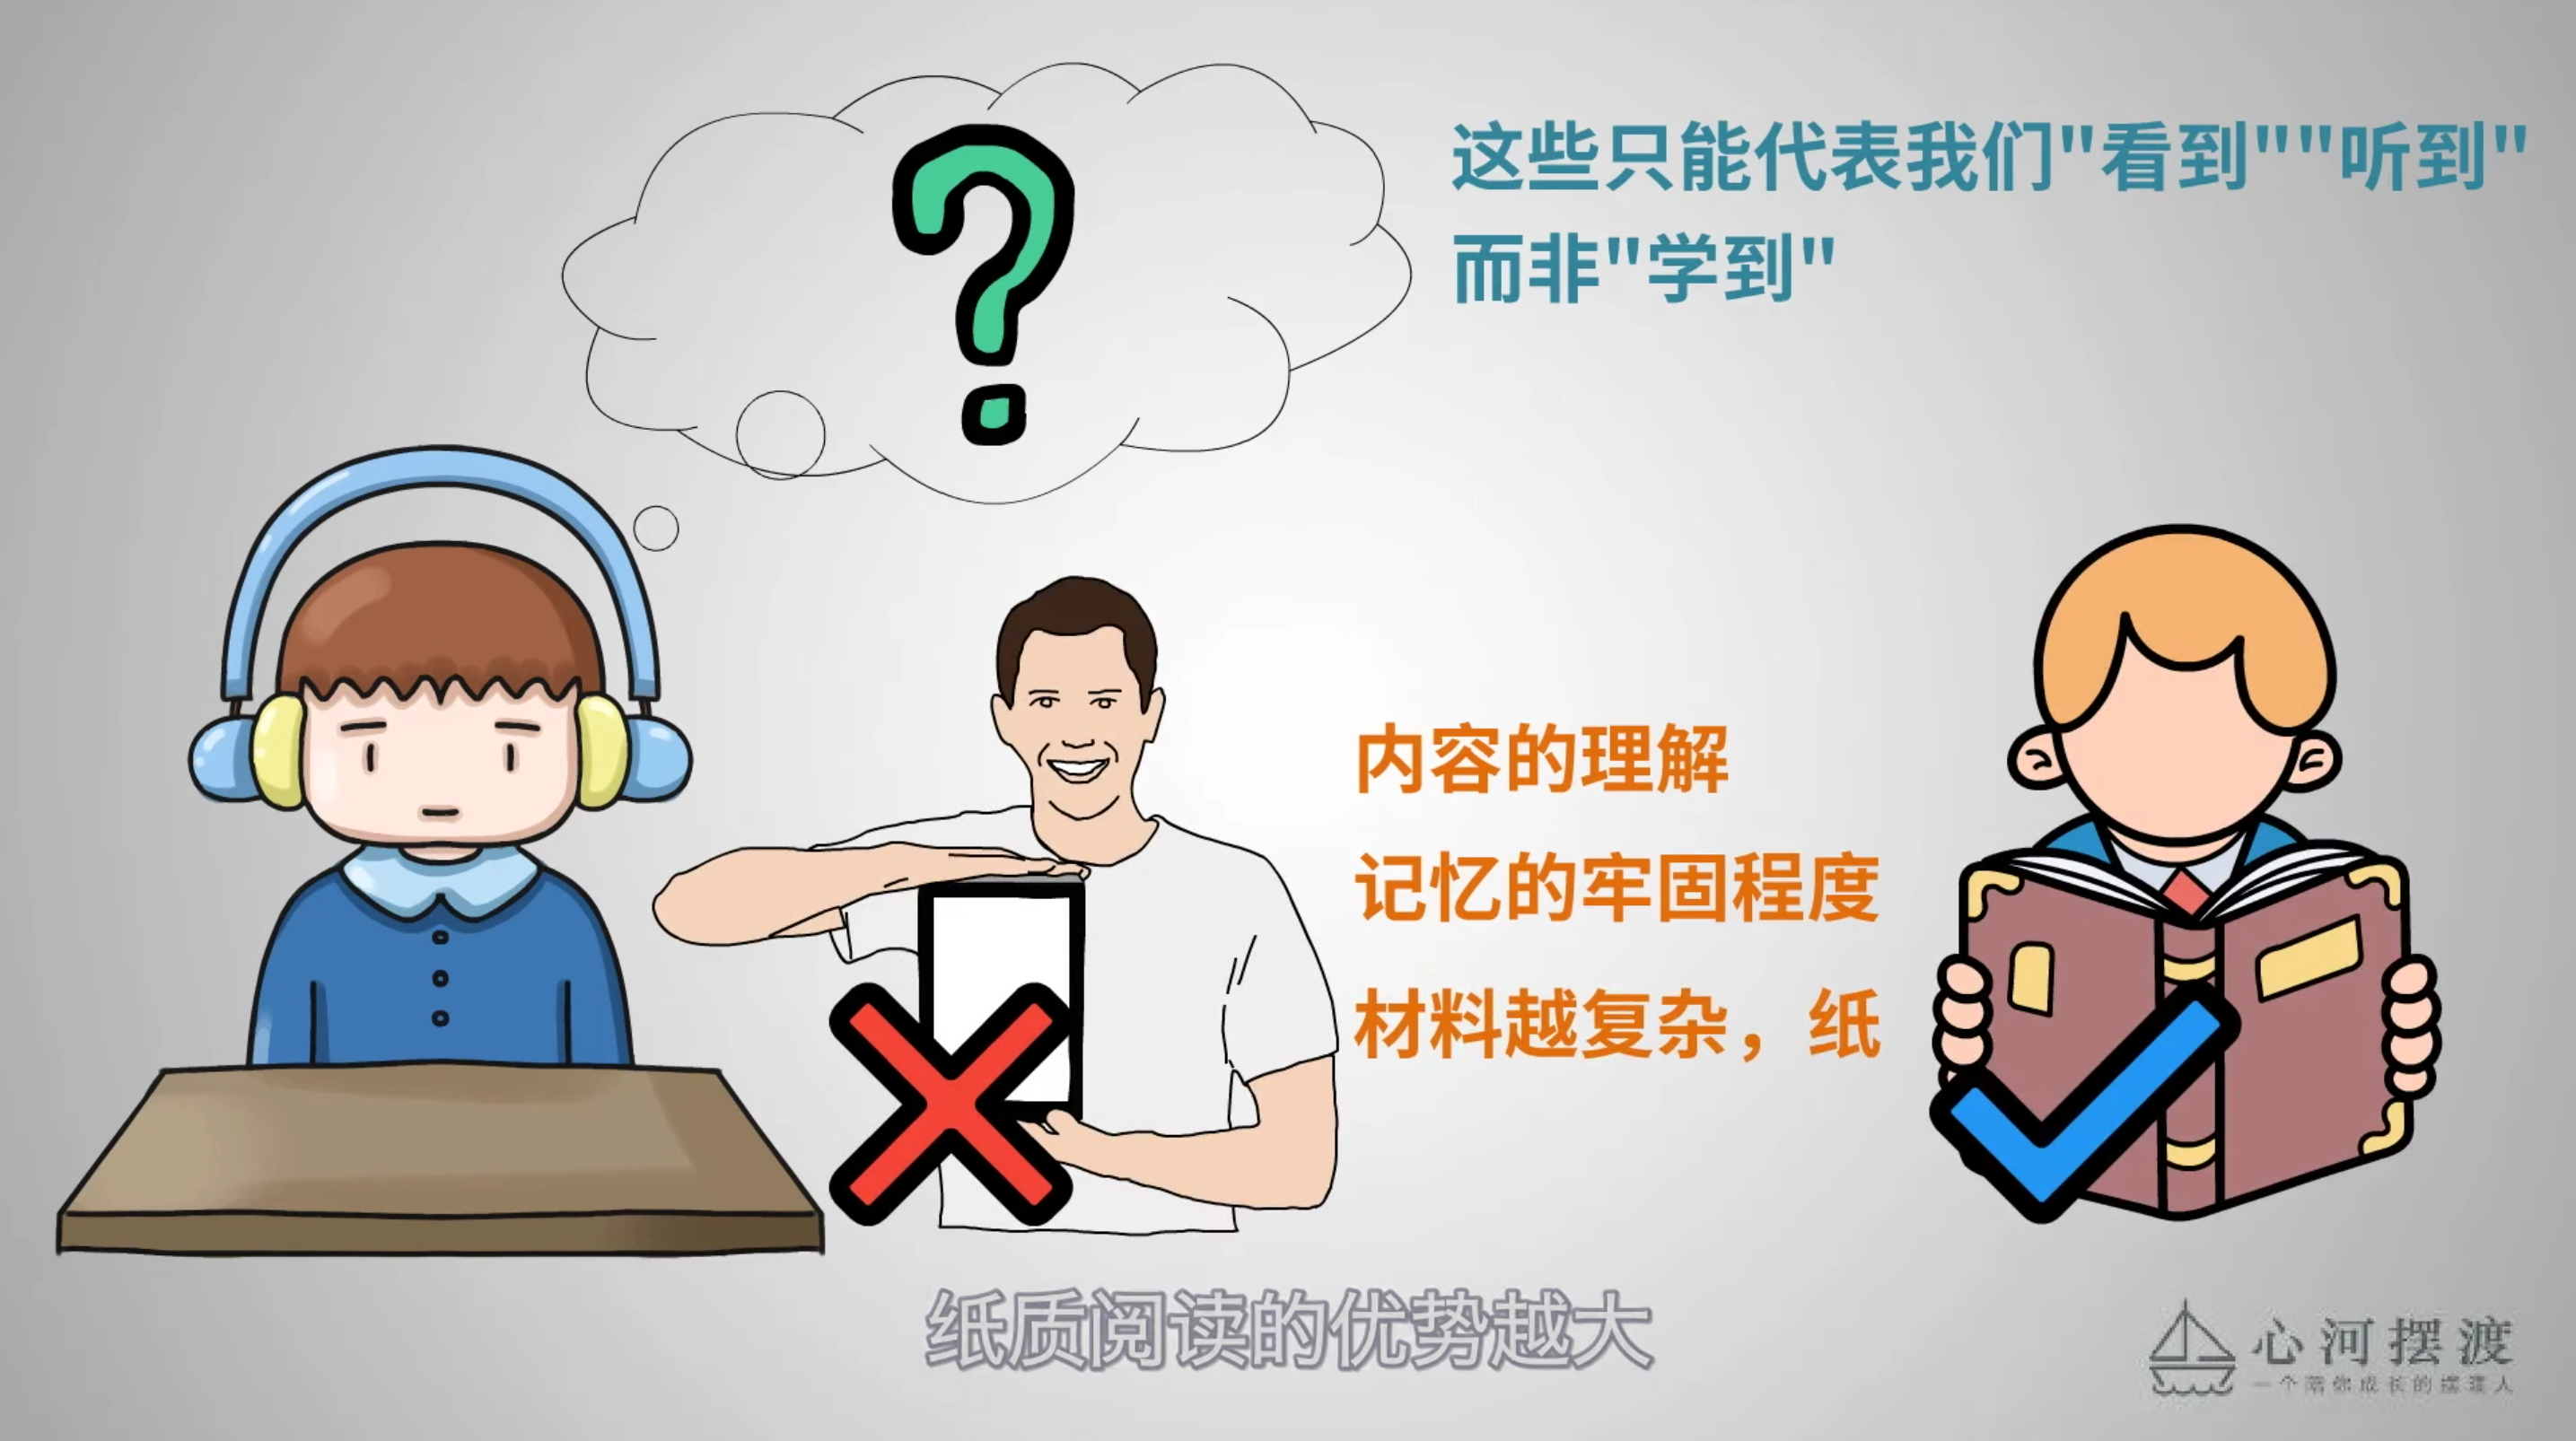 这些只能代表我们"看到""听到"
而非"学到"
内容的理解
记忆的牢固程度
材料越复杂，纸
纸质阅读的优势越大
心河摆渡
一个陪你成长的摆渡人